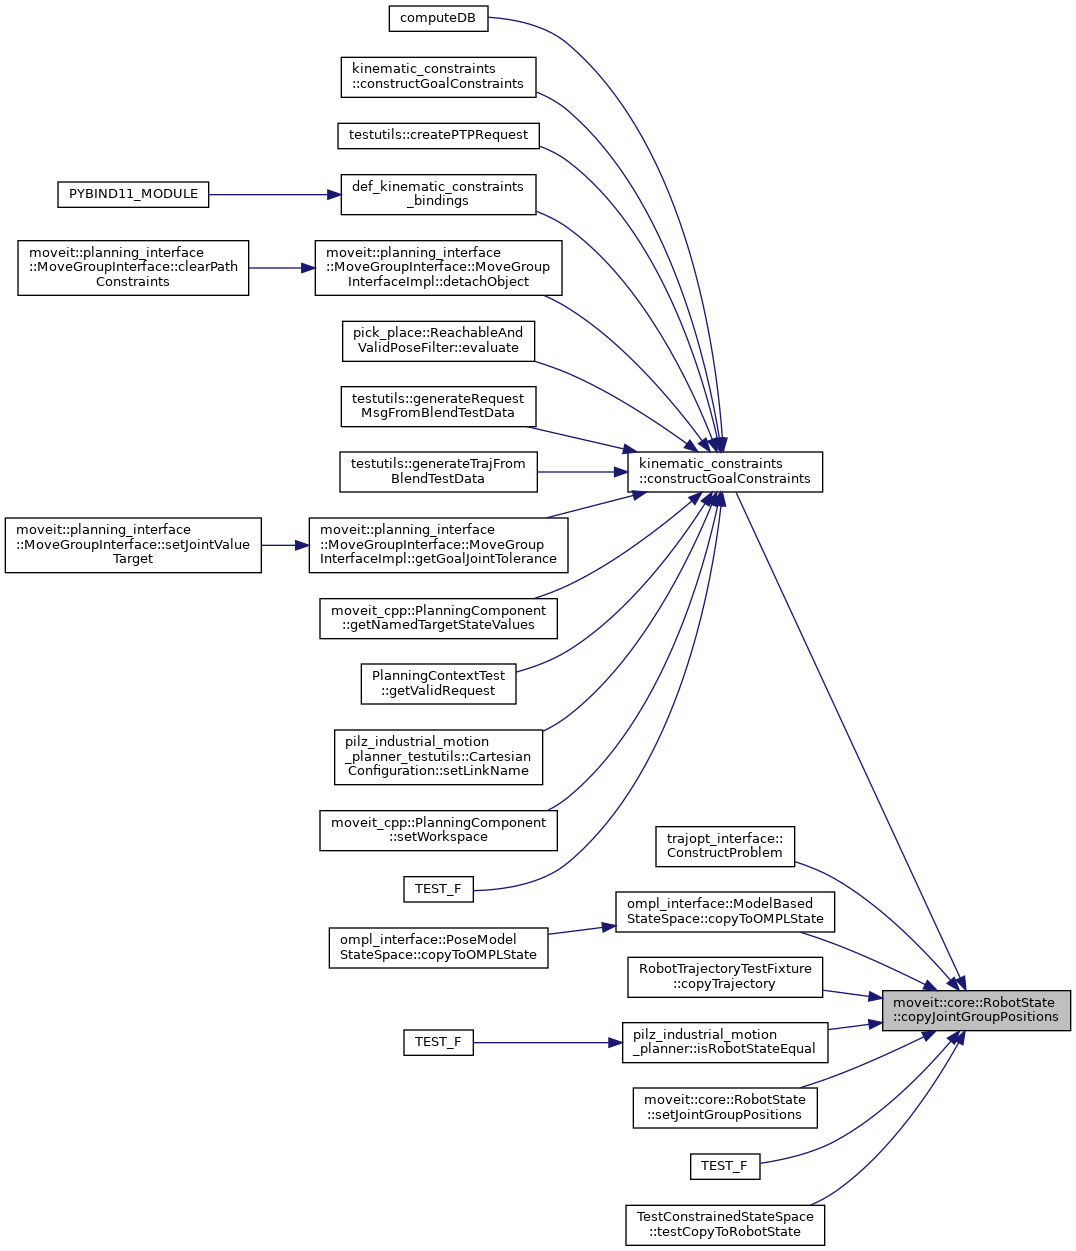 computeDB
kinematic_constraints
::constructGoalConstraints
testutils::createPTPRequest
PYBIND11_MODULE
def_kinematic_constraints
_bindings
moveit::planning_interface
::MoveGroupInterface::clearPath
Constraints
moveit::planning_interface
::MoveGroupInterface::MoveGroup
InterfaceImpl::detachObject
pick_place::ReachableAnd
ValidPoseFilter::evaluate
testutils::generateRequest
MsgFromBlendTestData
testutils::generateTrajFrom
BlendTestData
kinematic_constraints
::constructGoalConstraints
moveit::planning_interface
::MoveGroupInterface::setJointValue
Target
moveit::planning_interface
::MoveGroupInterface::MoveGroup
InterfaceImpl::getGoalJointTolerance
moveit_cpp::PlanningComponent
::getNamedTargetStateValues
PlanningContextTest
::getValidRequest
pilz_industrial_motion
_planner_testutils::Cartesian
Configuration::setLinkName
moveit_cpp::PlanningComponent
::setWorkspace
TEST_F
trajopt_interface::
ConstructProblem
ompl_interface::ModelBased
StateSpace::copyToOMPLState
ompl_interface::PoseModel
StateSpace::copyToOMPLState
RobotTrajectoryTestFixture
::copyTrajectory
moveit::core::RobotState
::copyJointGroupPositions
TEST_F
pilz_industrial_motion
_planner::isRobotStateEqual
moveit::core::RobotState
::setJointGroupPositions
TEST_F
TestConstrainedStateSpace
::testCopyToRobotState